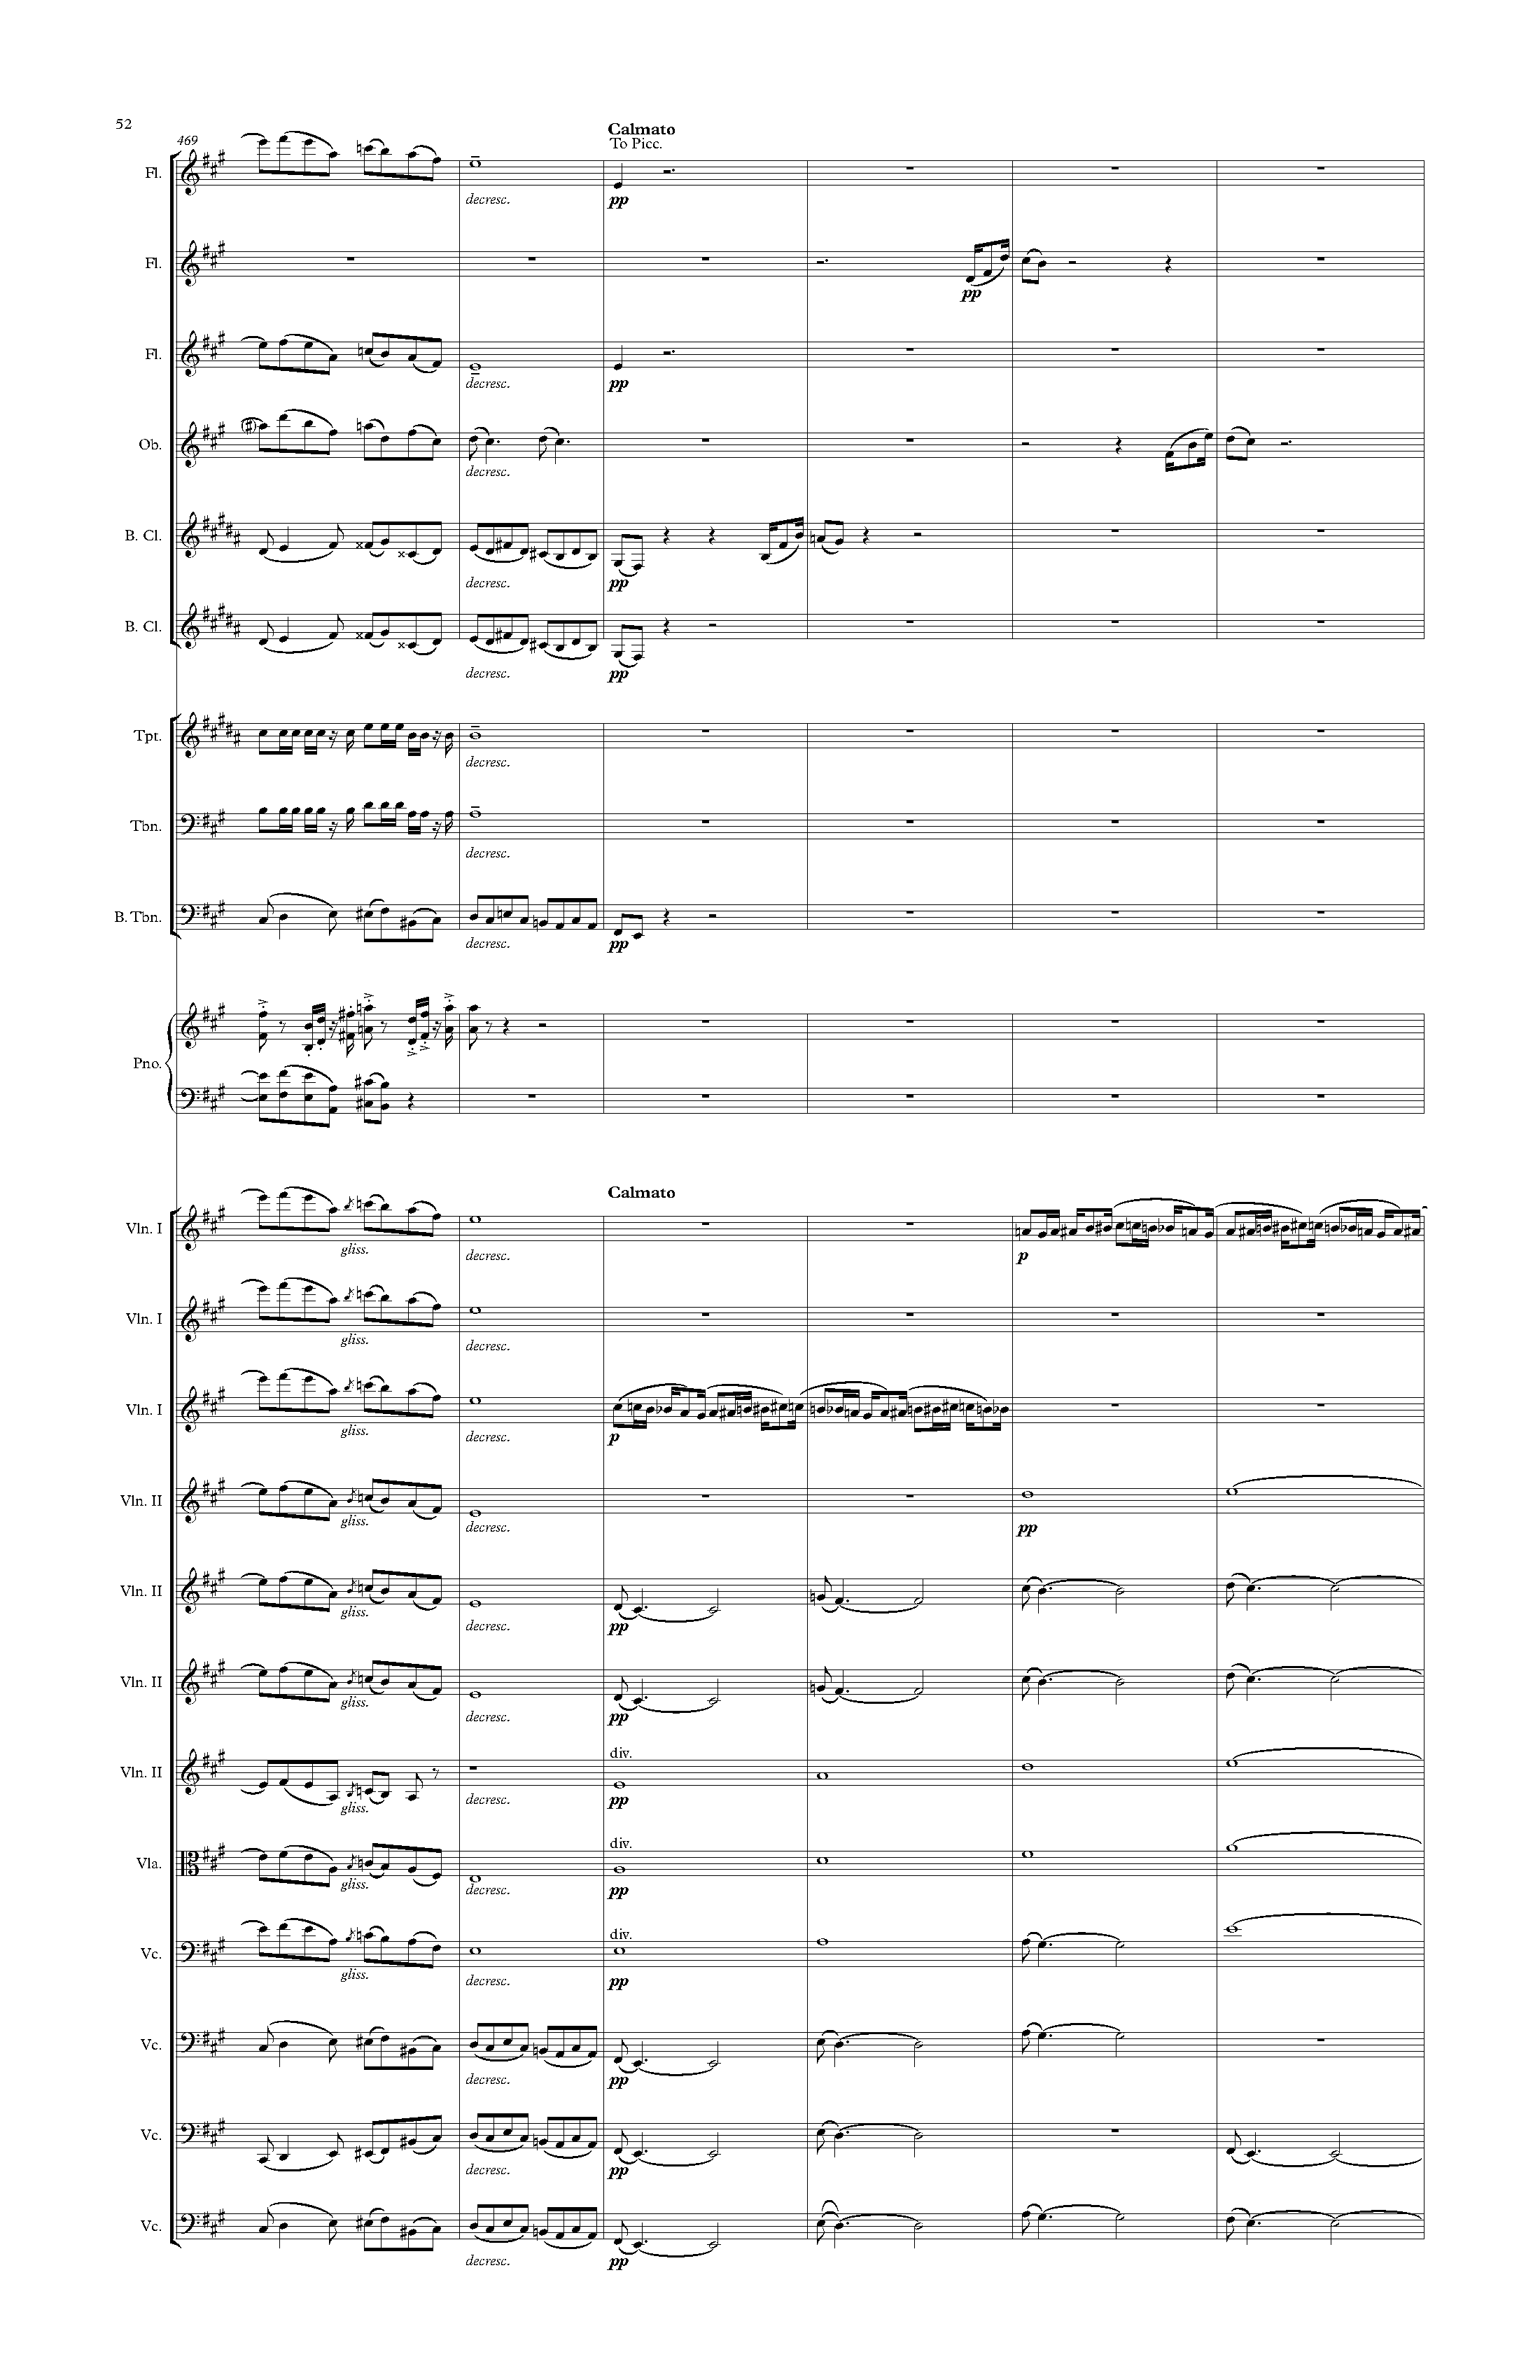 52
Calmato
469
To Picc.
Fl.
decresc.
pp
Fl.
pp
Fl.
decresc.
pp
Ob.
decresc.
B. Cl.
decresc.
pp
B. Cl.
decresc.
pp
Tpt.
decresc.
Tbn.
decresc.
B. Tbn.
decresc.
pp
Pno.
Calmato
Vln. I
gliss.
decresc.
p
Vln. I
gliss.
decresc.
Vln. I
gliss.
decresc.
p
Vln. II
gliss.
decresc.
pp
Vln. II
gliss.
decresc.
pp
Vln. II
gliss.
decresc.
pp
div.
Vln. II
gliss.
decresc.
pp
div.
Vla.
gliss.
decresc.
pp
div.
Vc.
gliss.
decresc.
pp
Vc.
decresc.
pp
Vc.
decresc.
pp
Vc.
decresc.
pp